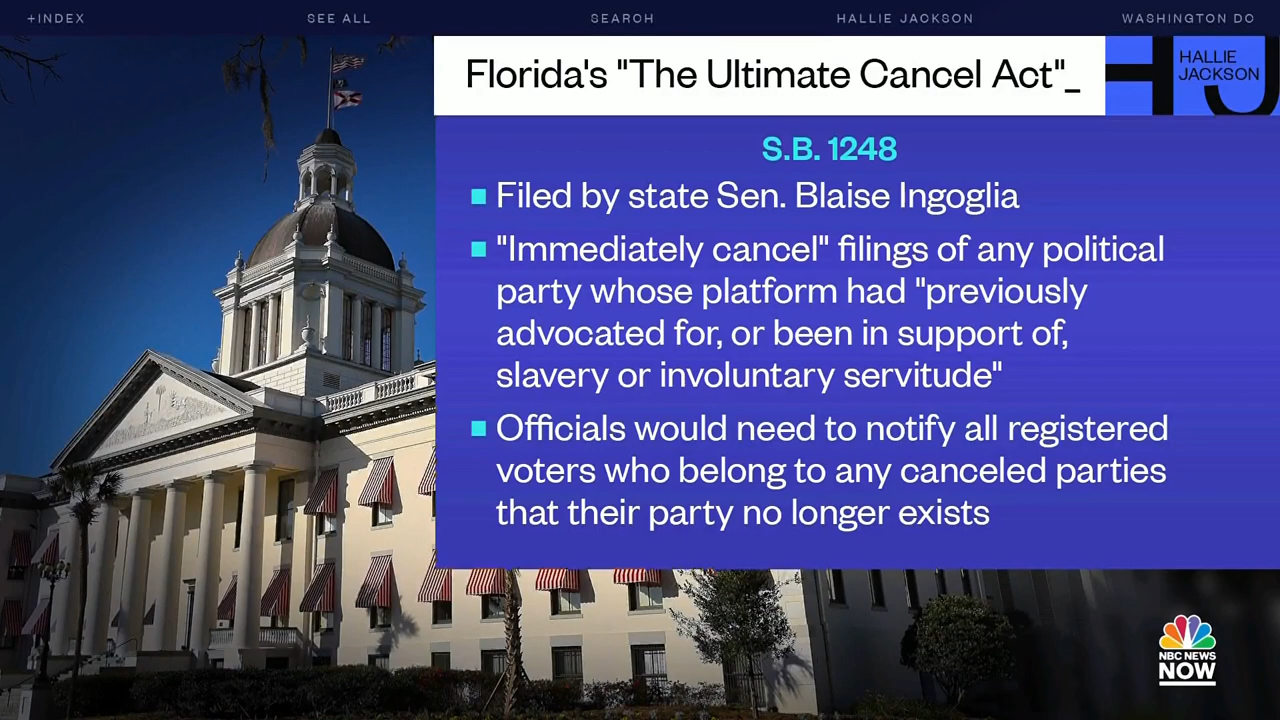 +INDEX
SEE ALL
SEARCH
HALLIE JACKSON
WASHINGTON DC
Florida's "The Ultimate Cancel Act"_
HALLIE
JACKSON
HJ
S.B. 1248
Filed by state Sen. Blaise Ingoglia
"Immediately cancel" filings of any political
party whose platform had "previously
advocated for, or been in support of,
slavery or involuntary servitude"
Officials would need to notify all registered
voters who belong to any canceled parties
that their party no longer exists
NBC NEWS
NOW